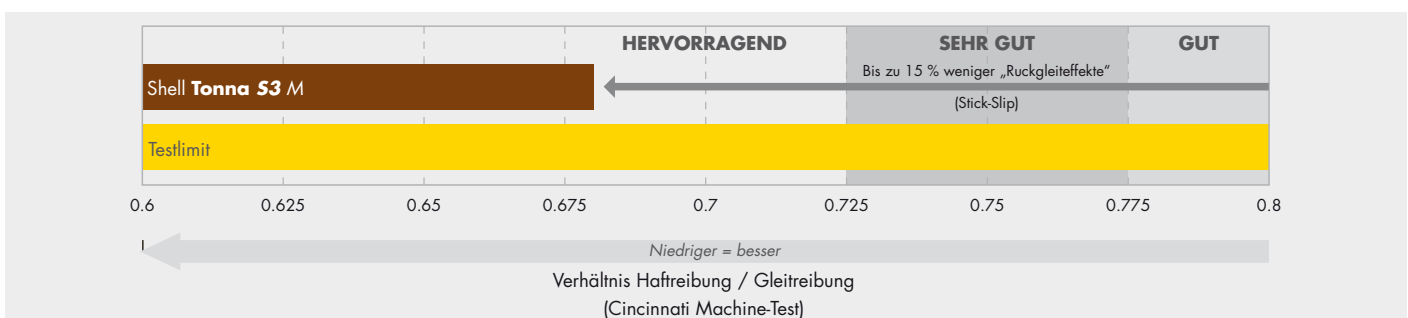 HERVORRAGEND SEHR GUT GUT
Bis zu 15 % weniger „Ruckgleiteffekte“
(Stick-Slip)
Shell Tonna S3 M
Testlimit
0.6 0.625 0.65 0.675 0.7 0.725 0.75 0.775 0.8
Niedriger = besser
Verhältnis Haftreibung / Gleitreibung
(Cincinnati Machine-Test)